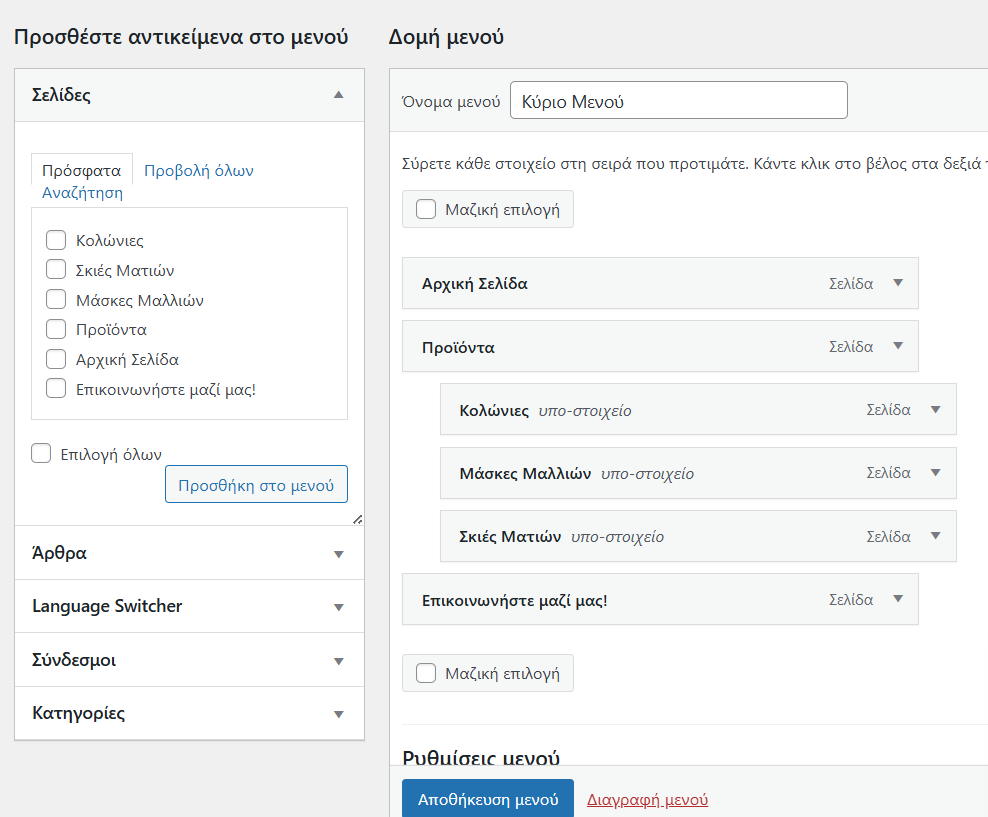 Προσθέστε αντικείμενα στο μενού
Σελίδες
Πρόσφατα
Προβολή όλων
Αναζήτηση
Κολώνιες
Σκιές Ματιών
Μάσκες Μαλλιών
Προϊόντα
Αρχική Σελίδα
Επικοινωνήστε μαζί μας!
Επιλογή όλων
Προσθήκη στο μενού
Άρθρα
Language Switcher
Σύνδεσμοι
Κατηγορίες
Δομή μενού
Όνομα μενού Κύριο Μενού
Σύρετε κάθε στοιχείο στη σειρά που προτιμάτε. Κάντε κλικ στο βέλος στα δεξιά
Μαζική επιλογή
Αρχική Σελίδα Σελίδα
Προϊόντα Σελίδα
Κολώνιες υπο-στοιχείο Σελίδα
Μάσκες Μαλλιών υπο-στοιχείο Σελίδα
Σκιές Ματιών υπο-στοιχείο Σελίδα
Επικοινωνήστε μαζί μας! Σελίδα
Μαζική επιλογή
Ρυθμίσεις μενού
Αποθήκευση μενού Διαγραφή μενού